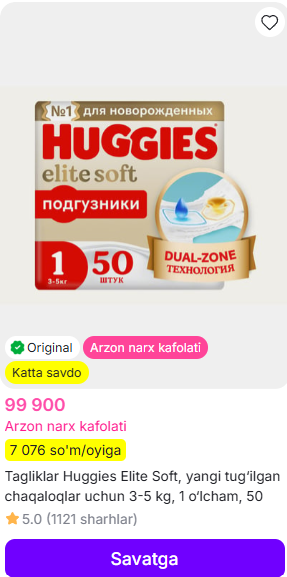 №1 для новорожденных
HUGGIES
elite soft
подгузники
1
3-5кг
50
ШТУК
DUAL-ZONE
ТЕХНОЛОГИЯ
Original
Arzon narx kafolati
Katta savdo
99 900
Arzon narx kafolati
7 076 so'm/oyiga
Tagliklar Huggies Elite Soft, yangi tug‘ilgan
chaqaloqlar uchun 3-5 kg, 1 o‘lcham, 50
5.0 (1121 sharhlar)
Savatga